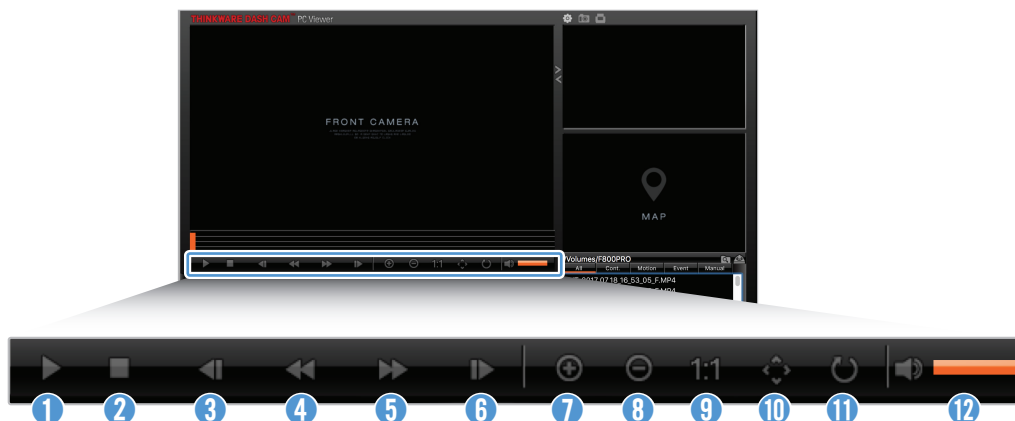 THINKWARE DASH CAM™ PC Viewer
FRONT CAMERA
MAP
1:1
/Volumes/F800PRO
All Cont. Motion Event Manual
1:1
1 2 3 4 5 6 7 8 9 10 11 12